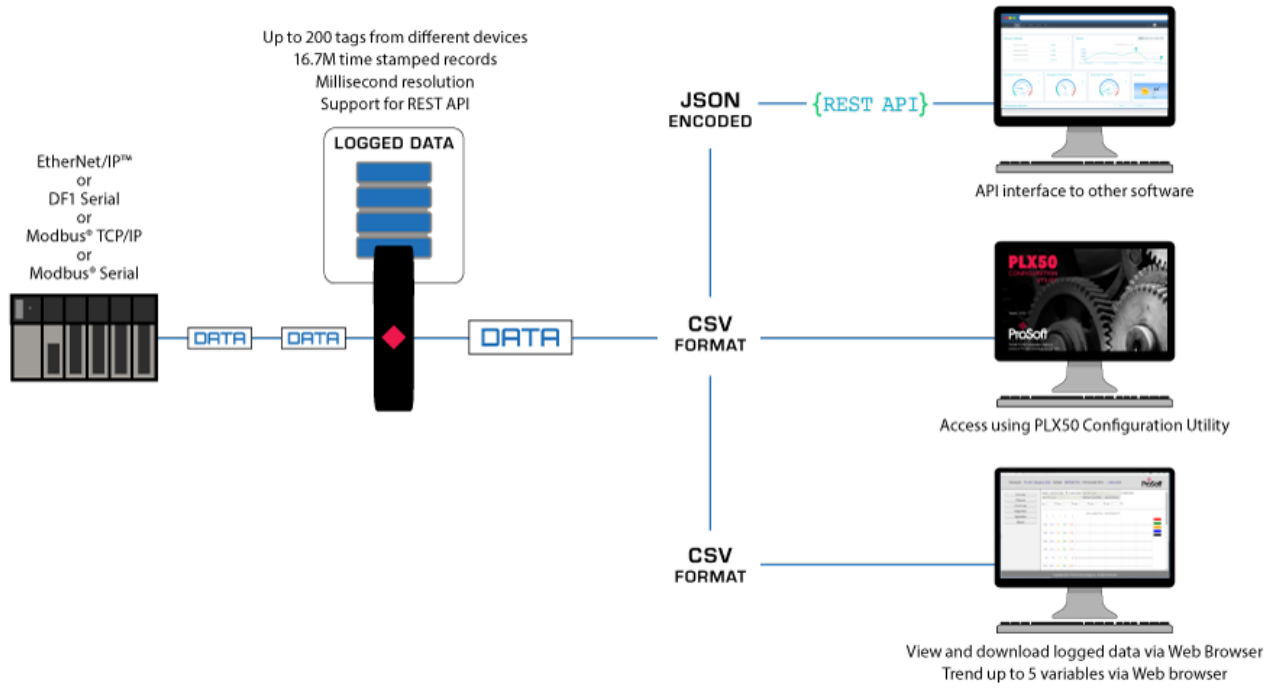 Up to 200 tags from different devices
16.7M time stamped records
Millisecond resolution
Support for REST API
LOGGED DATA
EtherNet/IP™
or
DF1 Serial
or
Modbus® TCP/IP
or
Modbus® Serial
DATA
DATA
DATA
JSON
ENCODED
{REST API}
API interface to other software
CSV
FORMAT
PLX50
CONFIGURATION
UTILITY
ProSoft
Access using PLX50 Configuration Utility
CSV
FORMAT
ProSoft
View and download logged data via Web Browser
Trend up to 5 variables via Web browser